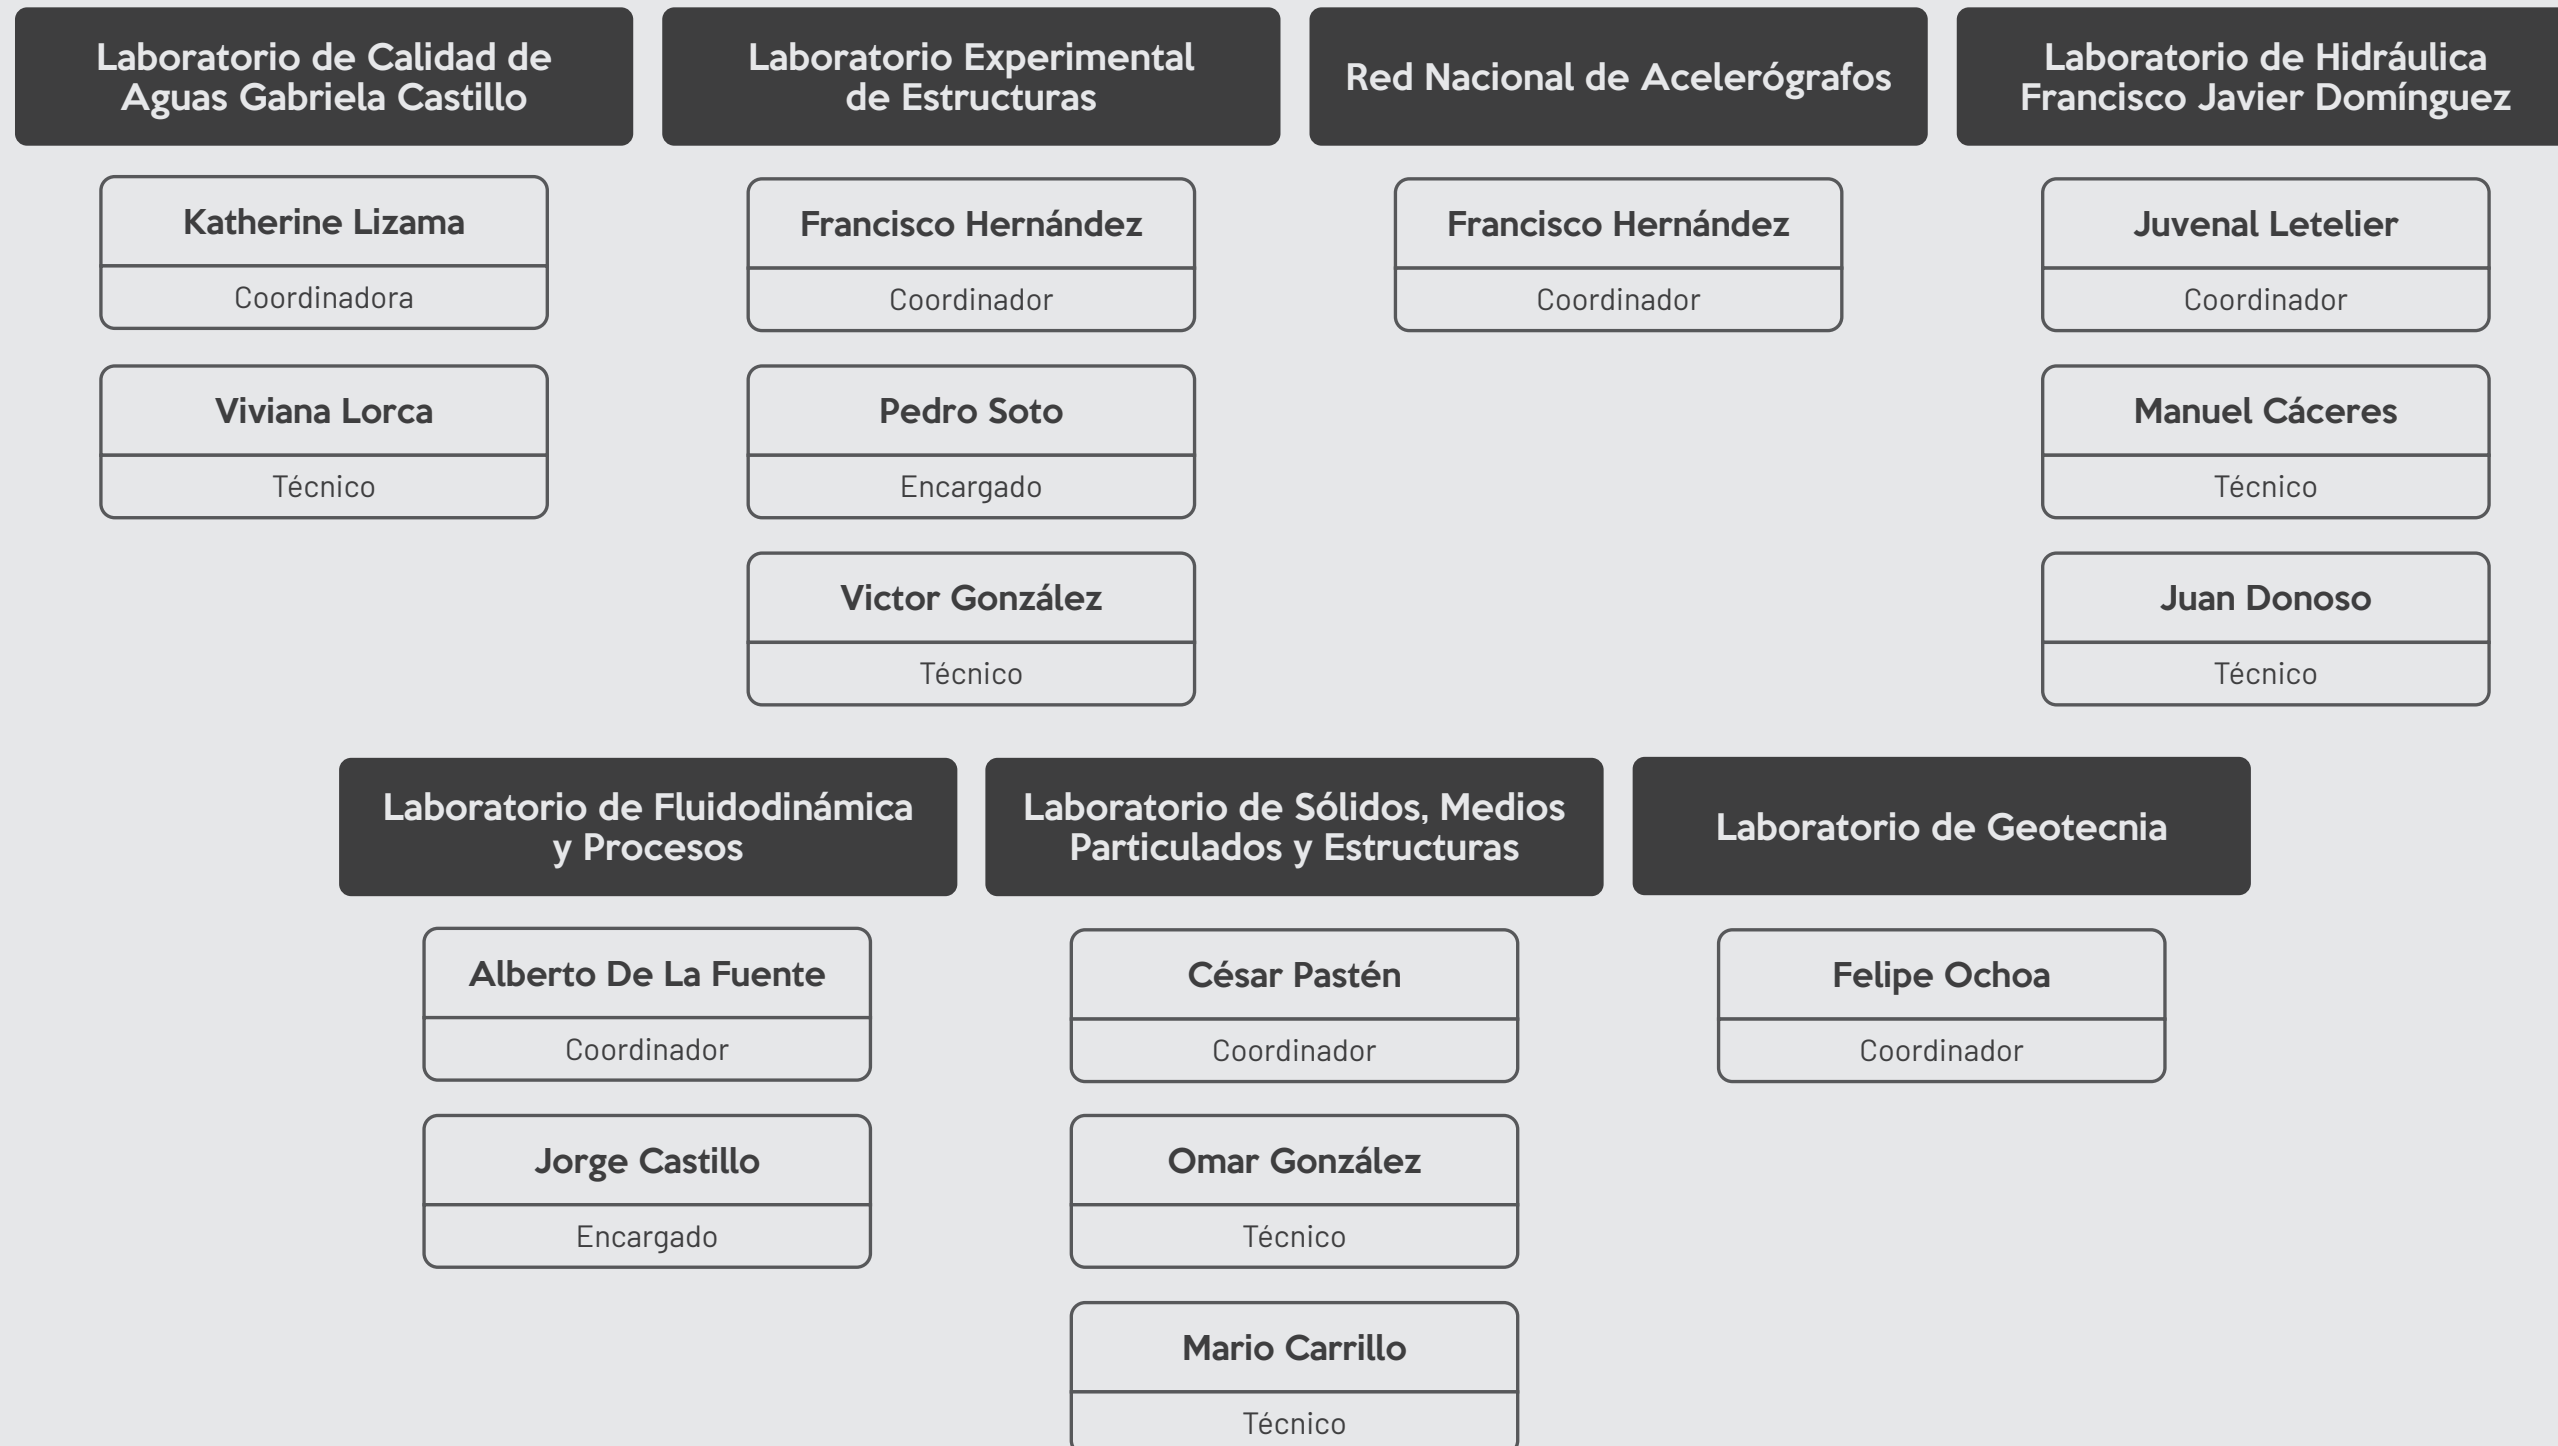 Laboratorio de Calidad de
Aguas Gabriela Castillo
Katherine Lizama
Coordinadora
Viviana Lorca
Técnico
Laboratorio Experimental
de Estructuras
Francisco Hernández
Coordinador
Pedro Soto
Encargado
Victor González
Técnico
Red Nacional de Acelerógrafos
Francisco Hernández
Coordinador
Laboratorio de Hidráulica
Francisco Javier Domínguez
Juvenal Letelier
Coordinador
Manuel Cáceres
Técnico
Juan Donoso
Técnico
Laboratorio de Fluidodinámica
y Procesos
Alberto De La Fuente
Coordinador
Jorge Castillo
Encargado
Laboratorio de Sólidos, Medios
Particulados y Estructuras
César Pastén
Coordinador
Omar González
Técnico
Mario Carrillo
Técnico
Laboratorio de Geotecnia
Felipe Ochoa
Coordinador